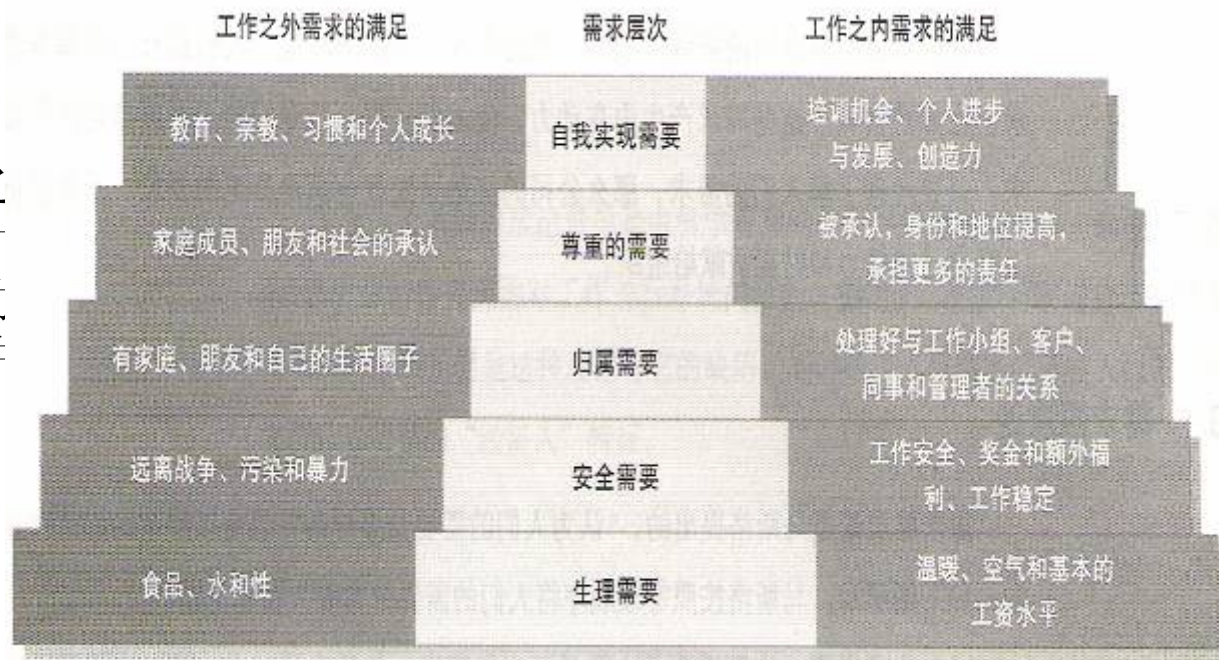 工作之外需求的满足 需求层次 工作之内需求的满足
教育、宗教、习惯和个人成长 自我实现需要 培训机会、个人进步
与发展、创造力
家庭成员、朋友和社会的承认 尊重的需要 被承认，身份和地位提高，
承担更多的责任
有家庭、朋友和自己的生活圈子 归属需要 处理好与工作小组、客户、
同事和管理者的关系
远离战争、污染和暴力 安全需要 工作安全、奖金和额外福
利、工作稳定
食品、水和性 生理需要 温暖、空气和基本的
工资水平